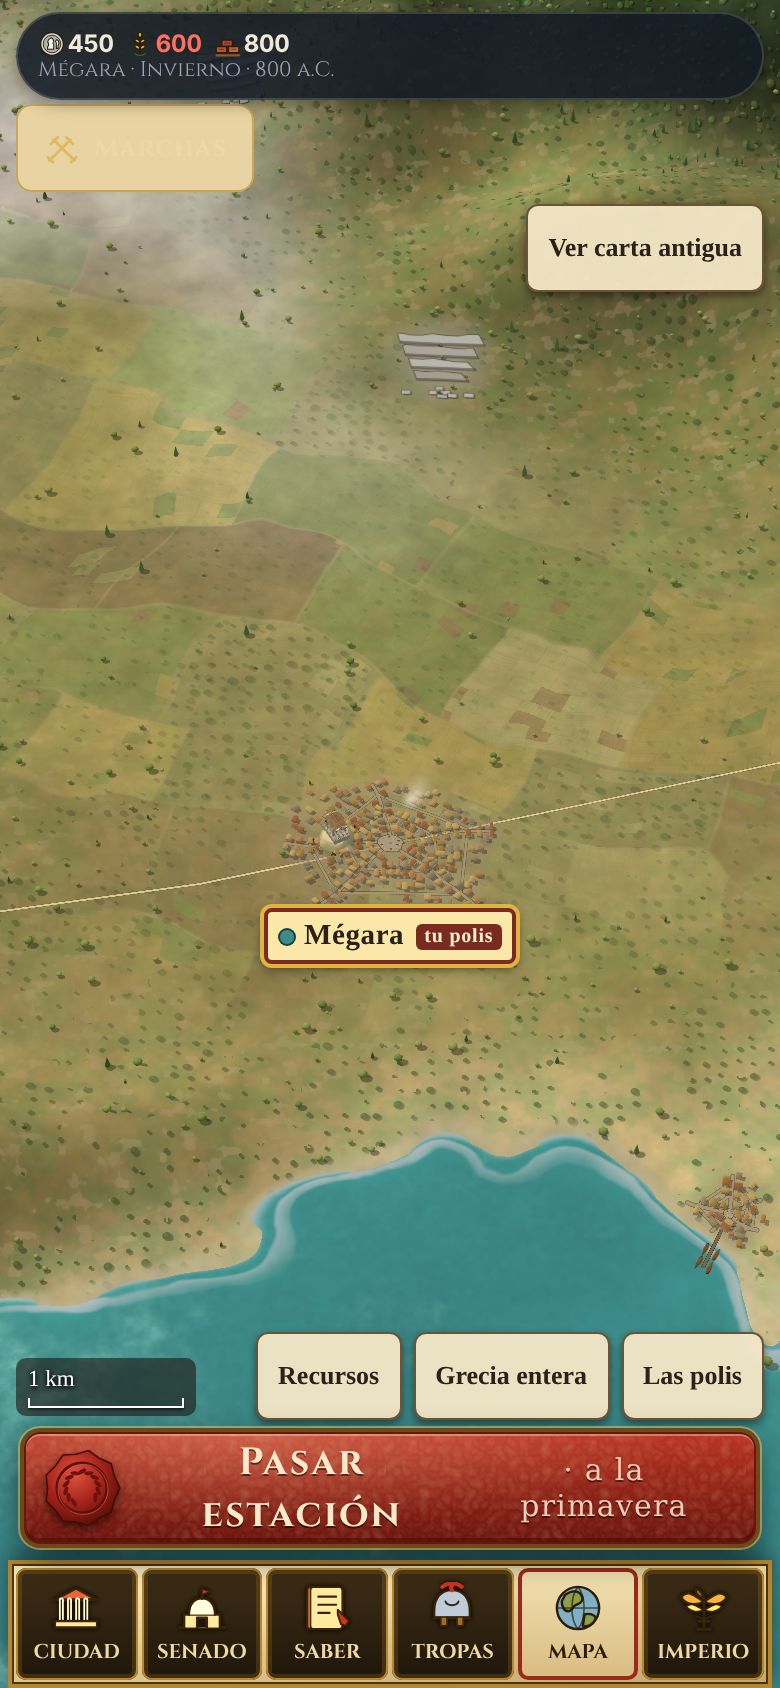 450 600 800
Mégara · Invierno · 800 a.C.
Marchas
Ver carta antigua
Mégara tu polis
1 km
Recursos Grecia entera Las polis
Pasar estación · a la primavera
CIUDAD SENADO SABER TROPAS MAPA IMPERIO